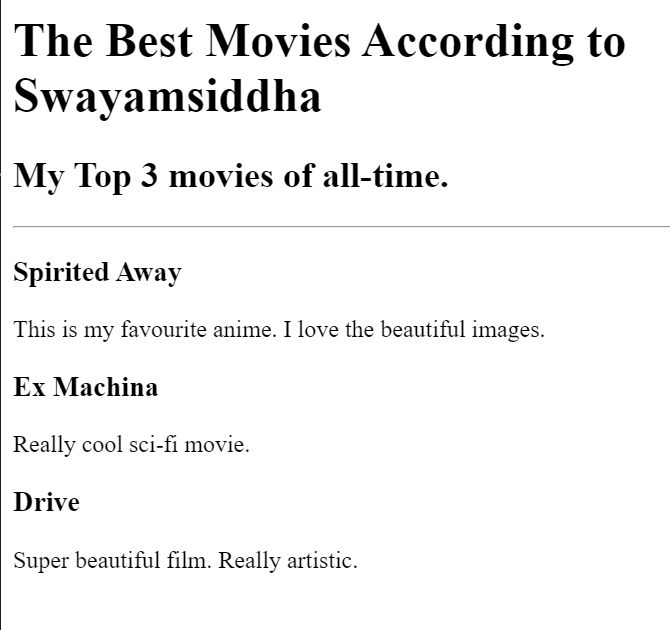 The Best Movies According to
Swayamsiddha
My Top 3 movies of all-time.
Spirited Away
This is my favourite anime. I love the beautiful images.
Ex Machina
Really cool sci-fi movie.
Drive
Super beautiful film. Really artistic.